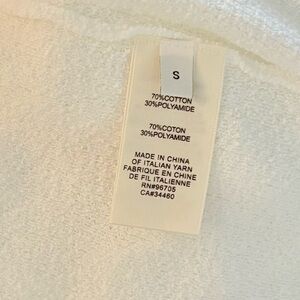 S
70%COTTON
30%POLYAMIDE
70%COTON
30%POLYAMIDE
MADE IN CHINA
OF ITALIAN YARN
FABRIQUE EN CHINE
DE FIL ITALIENNE
RN#96705
CA#34460